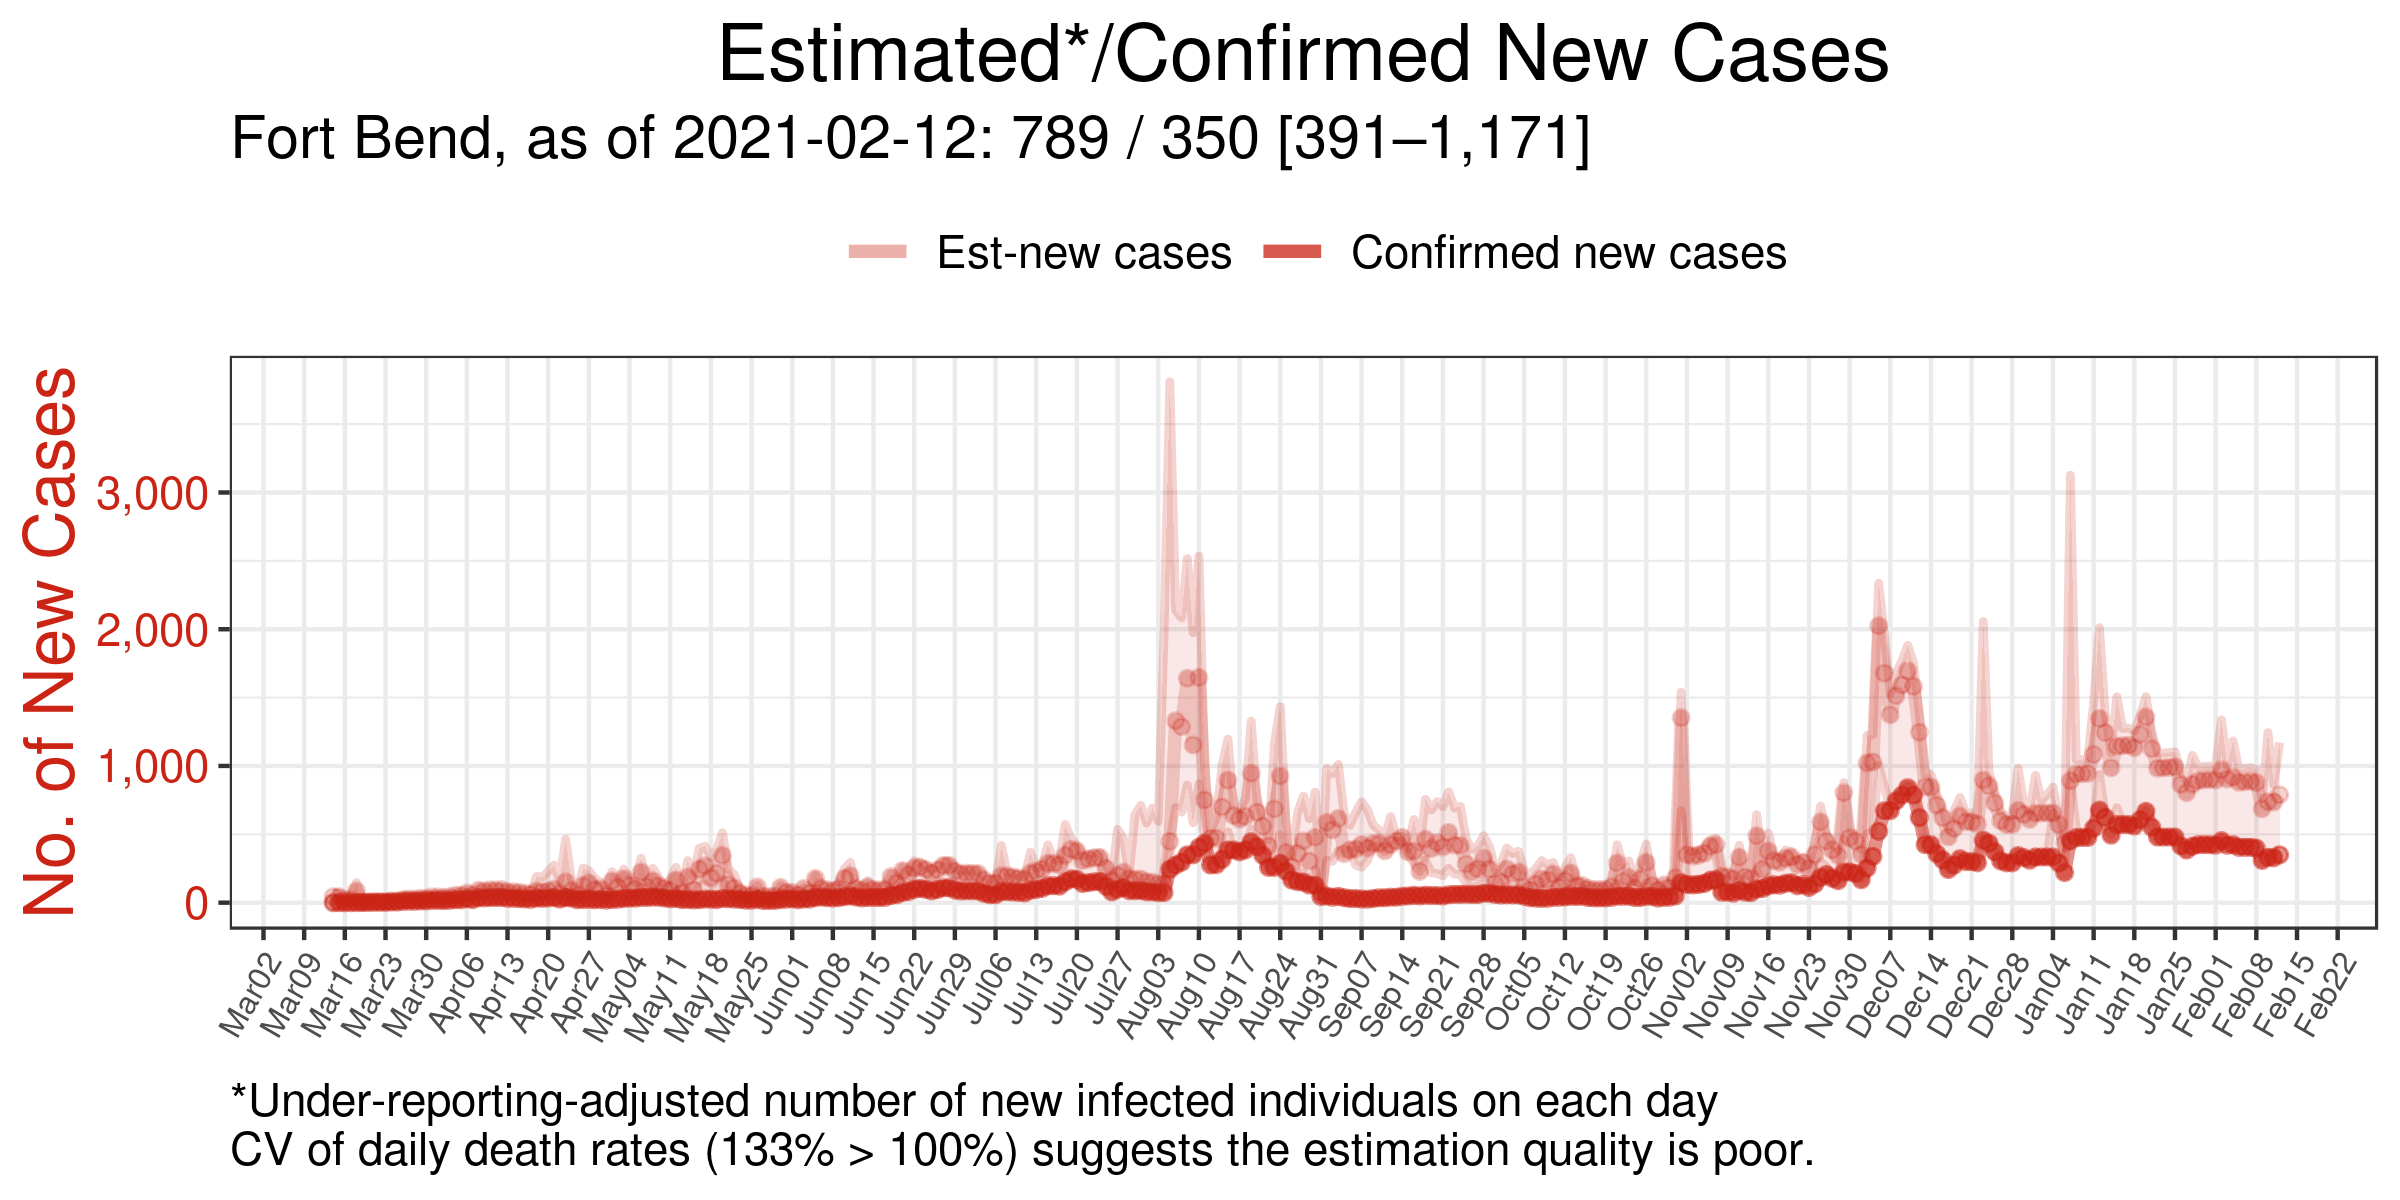 Estimated*/Confirmed New Cases
Fort Bend, as of 2021-02-12: 789 / 350 [391–1,171]
Est-new cases
Confirmed new cases
No. of New Cases
3,000
2,000
1,000
0
Mar02
Mar09
Mar16
Mar23
Mar30
Apr06
Apr13
Apr20
Apr27
May04
May11
May18
May25
Jun01
Jun08
Jun15
Jun22
Jun29
Jul06
Jul13
Jul20
Jul27
Aug03
Aug10
Aug17
Aug24
Aug31
Sep07
Sep14
Sep21
Sep28
Oct05
Oct12
Oct19
Oct26
Nov02
Nov09
Nov16
Nov23
Nov30
Dec07
Dec14
Dec21
Dec28
Jan04
Jan11
Jan18
Jan25
Feb01
Feb08
Feb15
Feb22
*Under-reporting-adjusted number of new infected individuals on each day
CV of daily death rates (133% > 100%) suggests the estimation quality is poor.